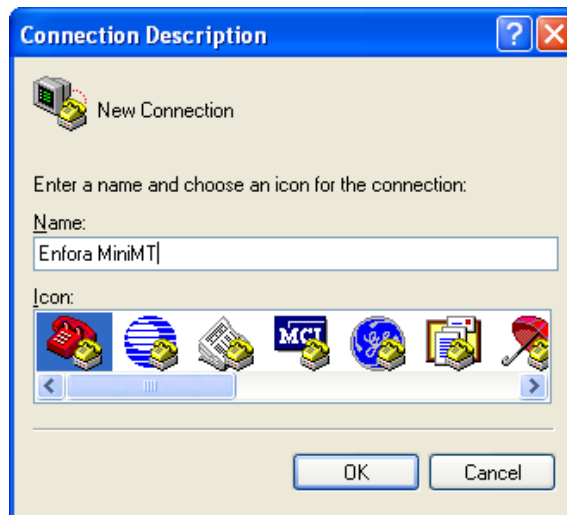 Connection Description
New Connection
Enter a name and choose an icon for the connection:
Name:
Enfora MiniMT
Icon:
MCI
OK
Cancel